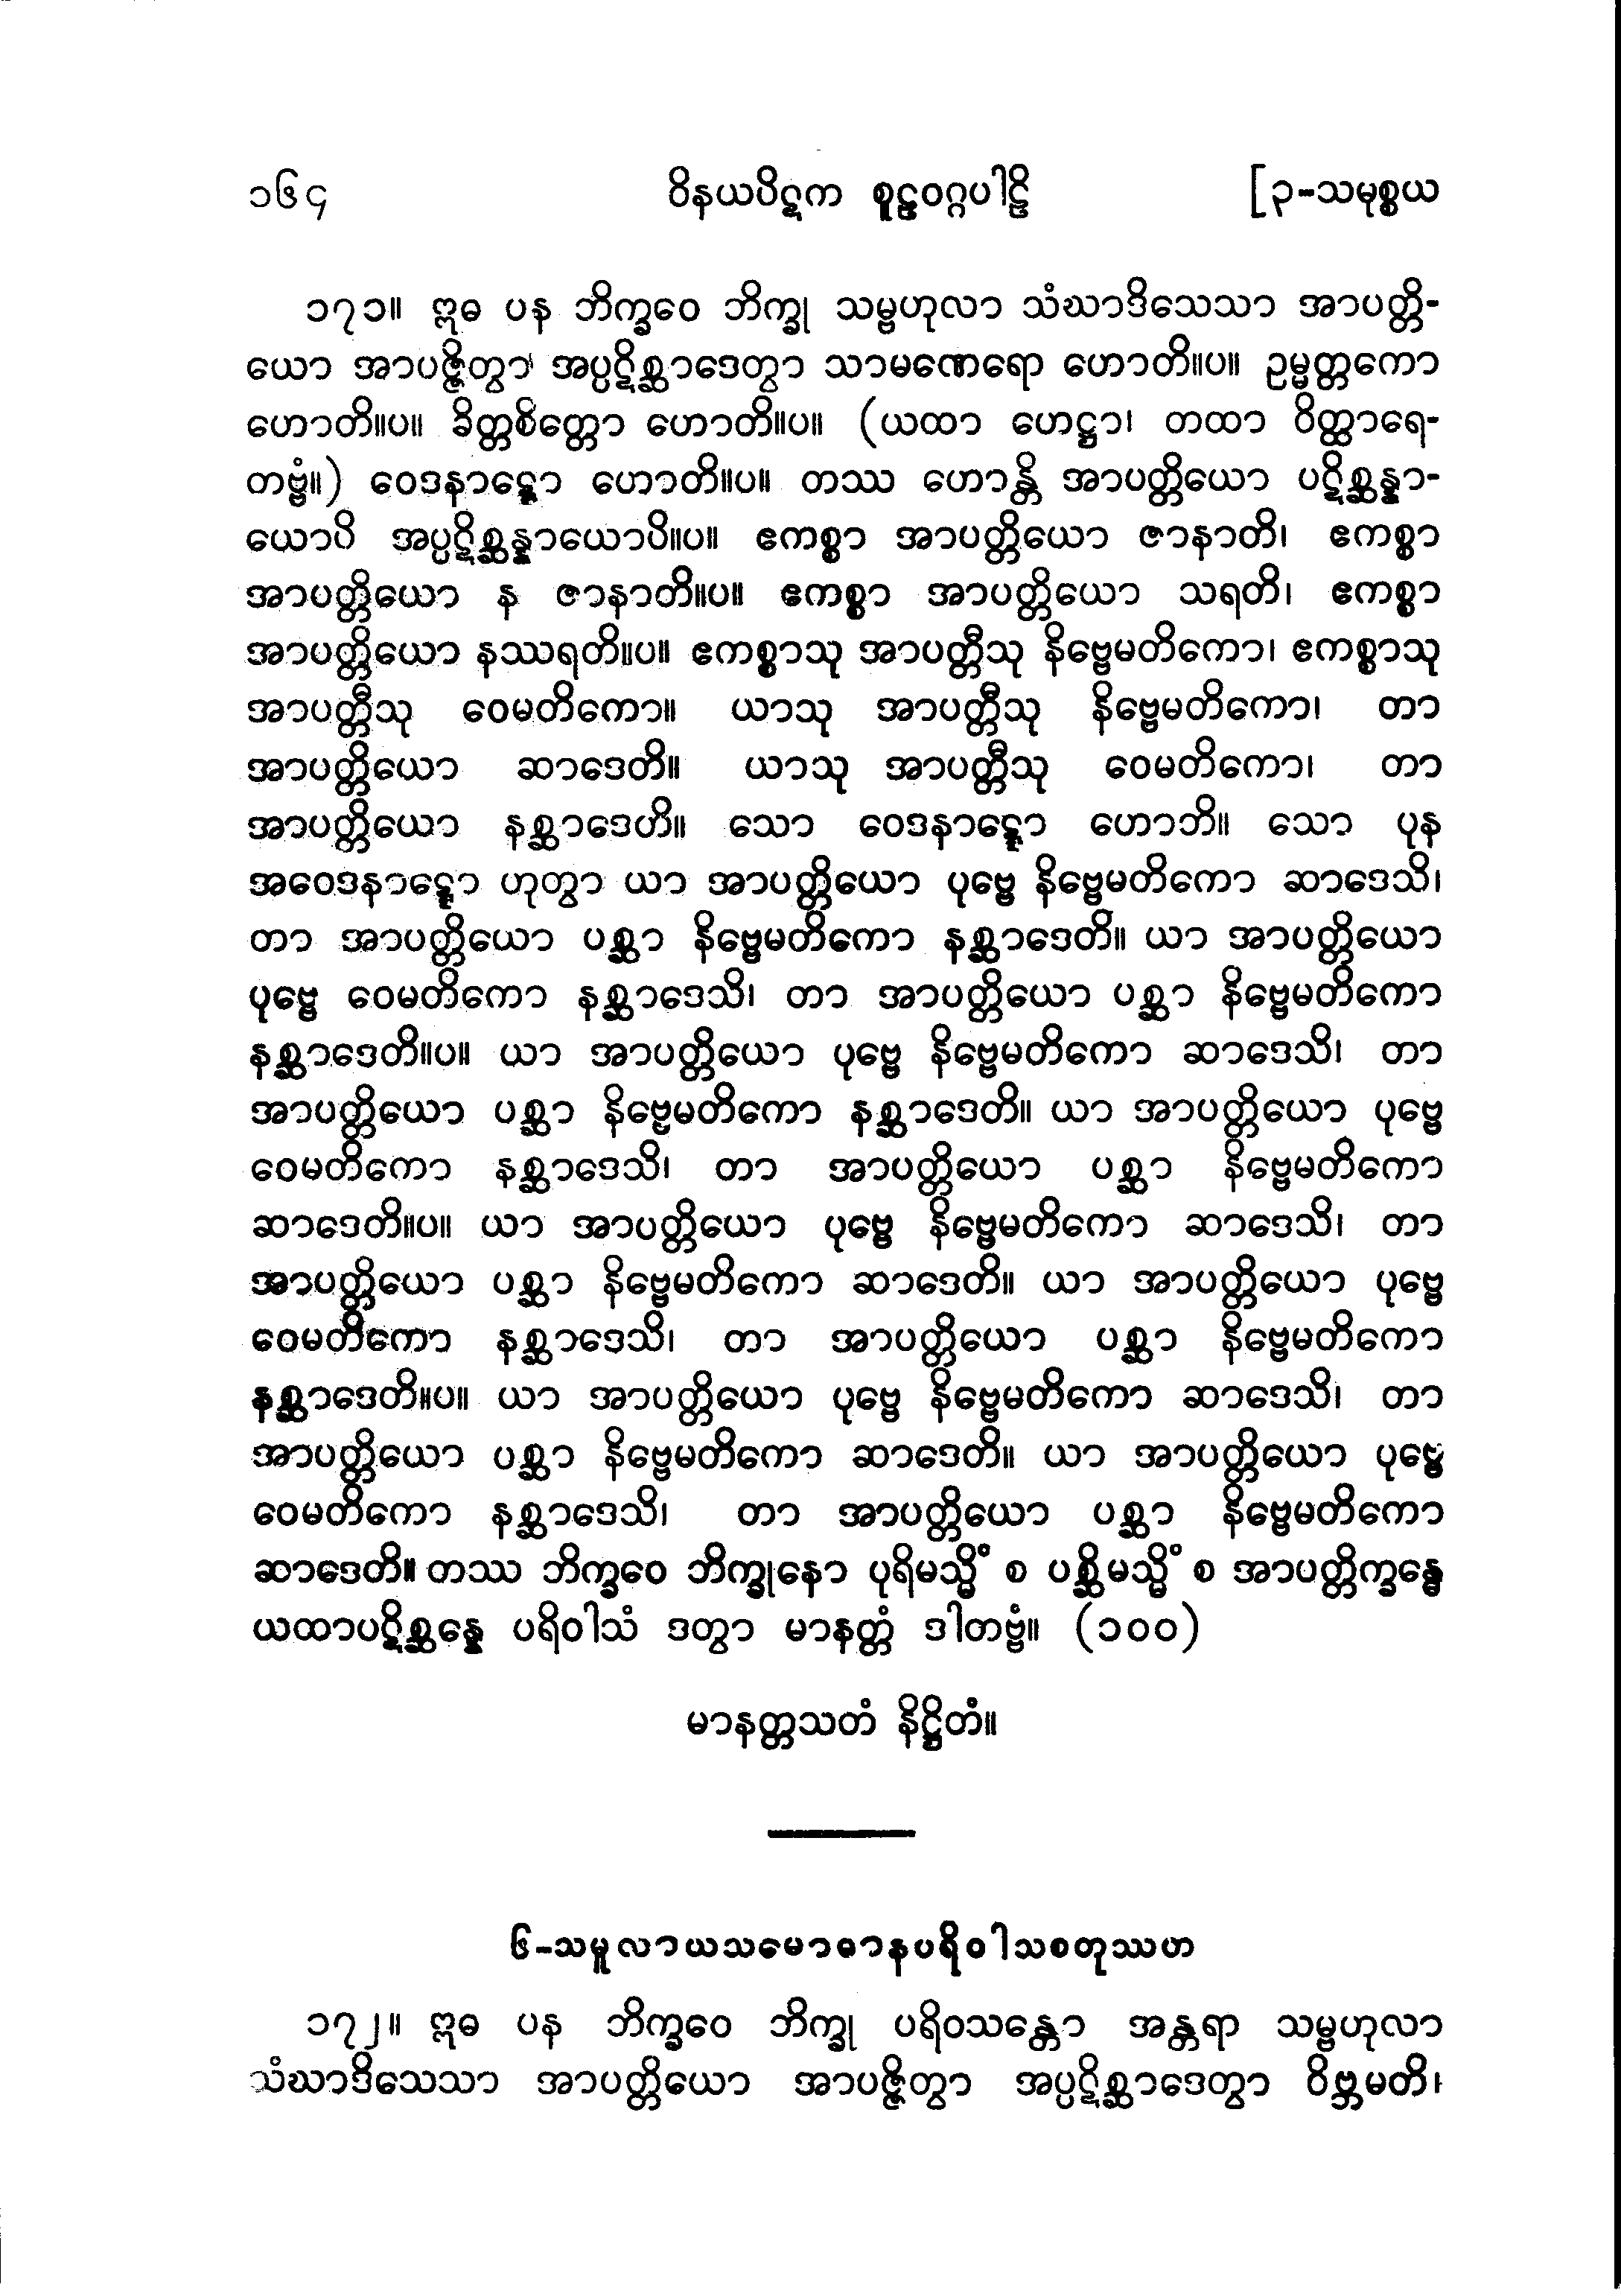 ၁၆၄ ဝိနယပိဋက စူဠဝဂ္ဂပါဠိ [၃-သမုစ္စယ
၁၇၁။ ဣဓ ပန ဘိက္ခဝေ ဘိက္ခု သမ္ဗဟုလာ သံဃာဒိသေသာ အာပတ္တိ-
ယော အာပဇ္ဇိတွာ အပ္ပဋိစ္ဆာဒေတွာ သာမဏေရော ဟောတိ။ပ။ ဥမ္မတ္တကော
ဟောတိ။ပ။ ခိတ္တစိတ္တော ဟောတိ။ပ။ (ယထာ ဟေဋ္ဌာ၊ တထာ ဝိတ္ထာရေ-
တဗ္ဗံ။) ဝေဒနာဋ္ဋော ဟောတိ။ပ။ တဿ ဟောန္တိ အာပတ္တိယော ပဋိစ္ဆန္နာ-
ယောပိ အပ္ပဋိစ္ဆန္နာယောပိ။ပ။ ဧကစ္စာ အာပတ္တိယော ဇာနာတိ၊ ဧကစ္စာ
အာပတ္တိယော န ဇာနာတိ။ပ။ ဧကစ္စာ အာပတ္တိယော သရတိ၊ ဧကစ္စာ
အာပတ္တိယော နဿရတိ။ပ။ ဧကစ္စာသု အာပတ္တီသု နိဗ္ဗေမတိကော၊ ဧကစ္စာသု
အာပတ္တီသု ဝေမတိကော။ ယာသု အာပတ္တီသု နိဗ္ဗေမတိကော၊ တာ
အာပတ္တိယော ဆာဒေတိ။ ယာသု အာပတ္တီသု ဝေမတိကော၊ တာ
အာပတ္တိယော နစ္ဆာဒေဟိ။ သော ဝေဒနာဋ္ဋော ဟောဘိ။ သော ပုန
အဝေဒနာဋ္ဋော ဟုတွာ ယာ အာပတ္တိယော ပုဗ္ဗေ နိဗ္ဗေမတိကော ဆာဒေသိ၊
တာ အာပတ္တိယော ပစ္ဆာ နိဗ္ဗေမတိကော နစ္ဆာဒေတိ။ ယာ အာပတ္တိယော
ပုဗ္ဗေ ဝေမတိကော နစ္ဆာဒေသိ၊ တာ အာပတ္တိယော ပစ္ဆာ နိဗ္ဗေမတိကော
နစ္ဆာဒေတိ။ပ။ ယာ အာပတ္တိယော ပုဗ္ဗေ နိဗ္ဗေမတိကော ဆာဒေသိ၊ တာ
အာပတ္တိယော ပစ္ဆာ နိဗ္ဗေမတိကော နစ္ဆာဒေတိ။ ယာ အာပတ္တိယော ပုဗ္ဗေ
ဝေမတိကော နစ္ဆာဒေသိ၊ တာ အာပတ္တိယော ပစ္ဆာ နိဗ္ဗေမတိကော
ဆာဒေတိ။ပ။ ယာ အာပတ္တိယော ပုဗ္ဗေ နိဗ္ဗေမတိကော ဆာဒေသိ၊ တာ
အာပတ္တိယော ပစ္ဆာ နိဗ္ဗေမတိကော ဆာဒေတိ။ ယာ အာပတ္တိယော ပုဗ္ဗေ
ဝေမတိကော နစ္ဆာဒေသိ၊ တာ အာပတ္တိယော ပစ္ဆာ နိဗ္ဗေမတိကော
နစ္ဆာဒေတိ။ပ။ ယာ အာပတ္တိယော ပုဗ္ဗေ နိဗ္ဗေမတိကော ဆာဒေသိ၊ တာ
အာပတ္တိယော ပစ္ဆာ နိဗ္ဗေမတိကော ဆာဒေတိ။ ယာ အာပတ္တိယော ပုဗ္ဗေ
ဝေမတိကော နစ္ဆာဒေသိ၊ တာ အာပတ္တိယော ပစ္ဆာ နိဗ္ဗေမတိကော
ဆာဒေတိ။ တဿ ဘိက္ခဝေ ဘိက္ခုနော ပုရိမသ္မိံ စ ပစ္ဆိမသ္မိံ စ အာပတ္တိက္ခန္ဓေ
ယထာပဋိစ္ဆန္နေ ပရိဝါသံ ဒတွာ မာနတ္တံ ဒါတဗ္ဗံ။ (၁၀၀)
မာနတ္တသတံ နိဋ္ဌိတံ။
၆-သမူလာယသမောဓာနပရိဝါသစတုဿဟ
၁၇၂။ ဣဓ ပန ဘိက္ခဝေ ဘိက္ခု ပရိဝသန္တော အန္တရာ သမ္ဗဟုလာ
သံဃာဒိသေသာ အာပတ္တိယော အာပဇ္ဇိတွာ အပ္ပဋိစ္ဆာဒေတွာ ဝိဗ္ဘမတိ၊